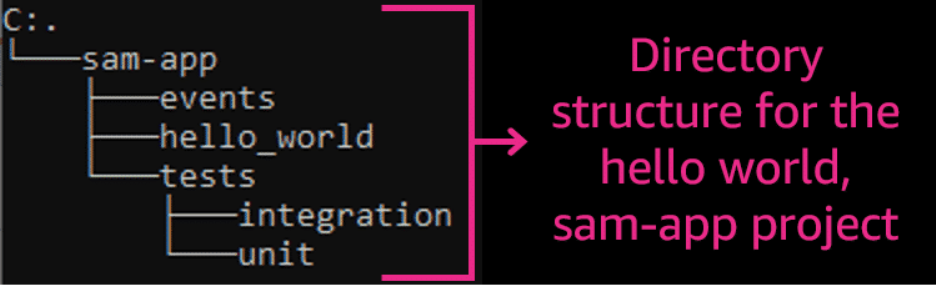 C:.
└───sam-app
    ├───events
    ├───hello_world
    └───tests
        ├───integration
        └───unit
Directory
structure for the
hello world,
sam-app project